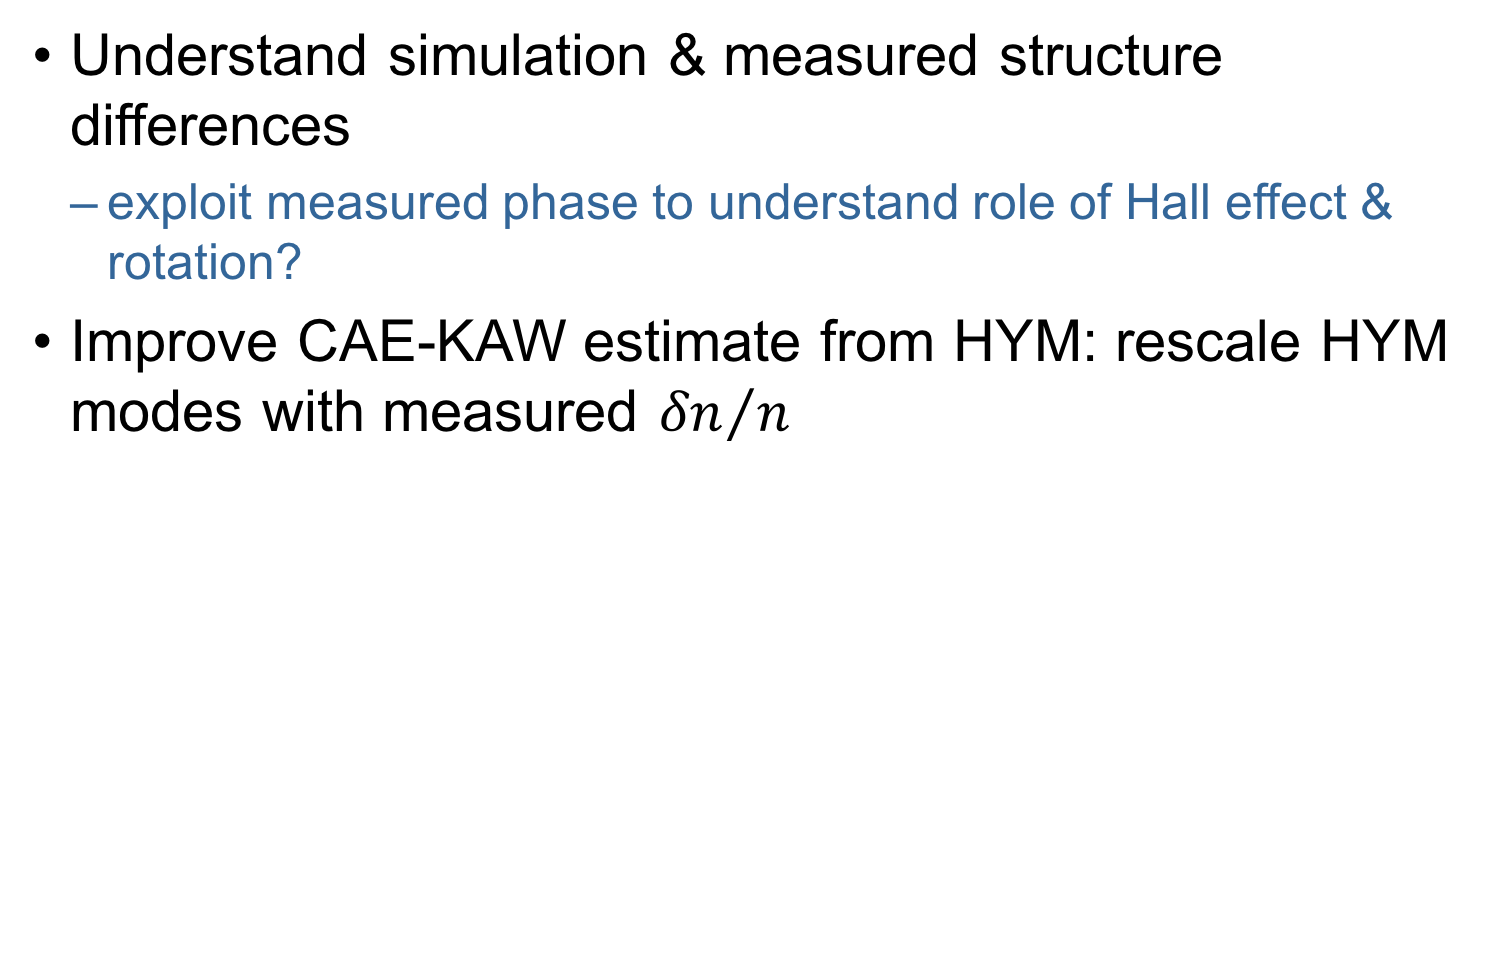 • Understand simulation & measured structure
differences
– exploit measured phase to understand role of Hall effect &
rotation?
• Improve CAE-KAW estimate from HYM: rescale HYM
modes with measured 𝛿𝑛/𝑛